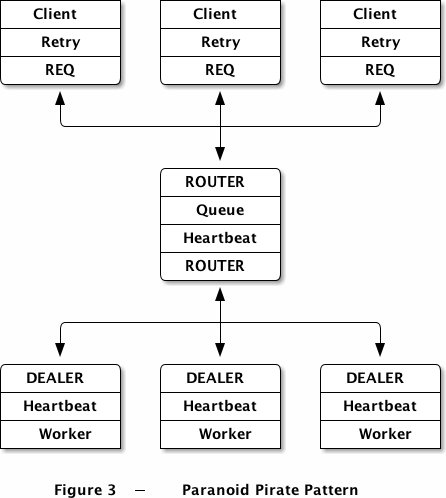 Client Client Client
Retry Retry Retry
REQ REQ REQ
ROUTER
Queue
Heartbeat
ROUTER
DEALER DEALER DEALER
Heartbeat Heartbeat Heartbeat
Worker Worker Worker
Figure 3 — Paranoid Pirate Pattern